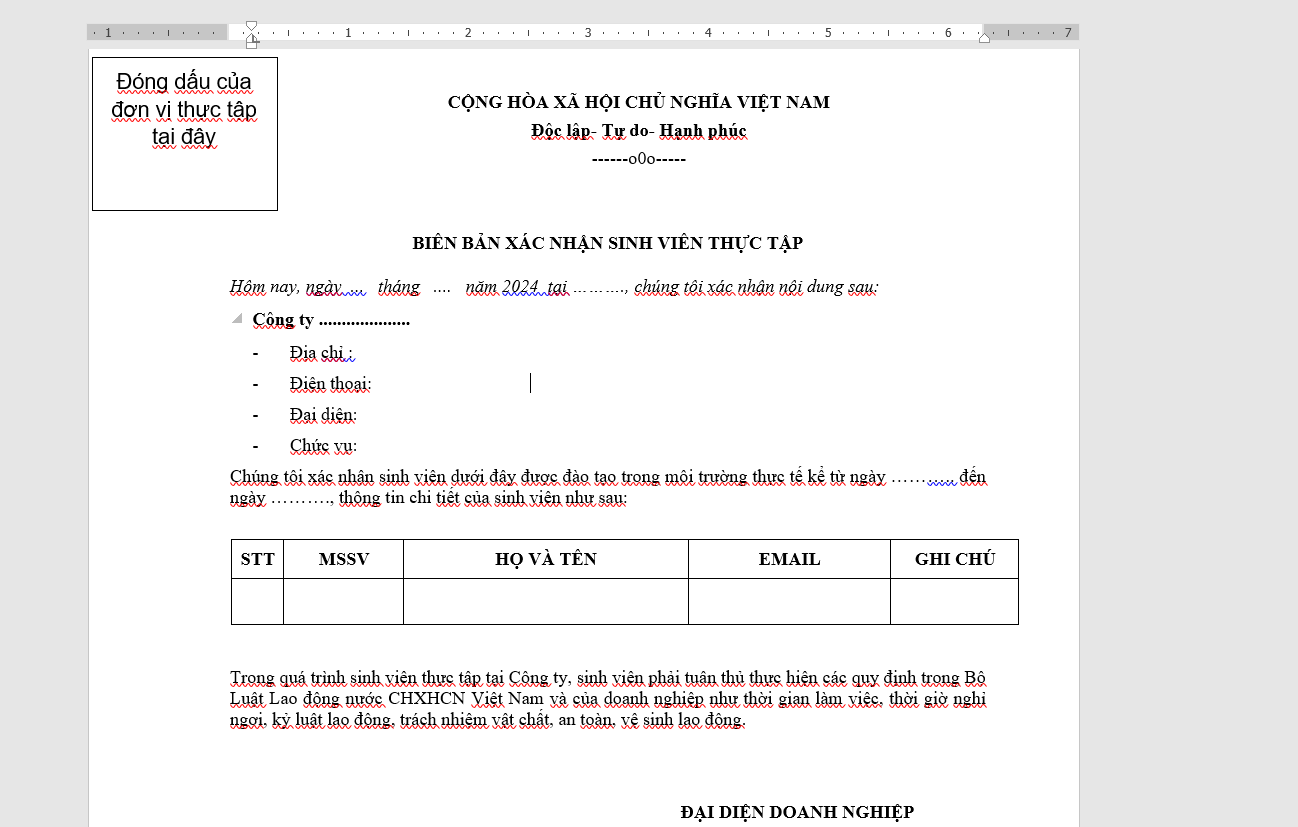 1 1 2 3 4 5 6 7
Đóng dấu của
đơn vị thực tập
tại đây
CỘNG HÒA XÃ HỘI CHỦ NGHĨA VIỆT NAM
Độc lập- Tự do- Hạnh phúc
------o0o-----
BIÊN BẢN XÁC NHẬN SINH VIÊN THỰC TẬP
Hôm nay, ngày … tháng …. năm 2024 tại ………., chúng tôi xác nhận nội dung sau:
Công ty ....................
- Địa chỉ :
- Điện thoại:
- Đại diện:
- Chức vụ:
Chúng tôi xác nhận sinh viên dưới đây được đào tạo trong môi trường thực tế kể từ ngày ……….. đến
ngày ………., thông tin chi tiết của sinh viên như sau:
STT MSSV HỌ VÀ TÊN EMAIL GHI CHÚ
Trong quá trình sinh viên thực tập tại Công ty, sinh viên phải tuân thủ thực hiện các quy định trong Bộ
Luật Lao động nước CHXHCN Việt Nam và của doanh nghiệp như thời gian làm việc, thời giờ nghỉ
ngơi, kỷ luật lao động, trách nhiệm vật chất, an toàn, vệ sinh lao động.
ĐẠI DIỆN DOANH NGHIỆP